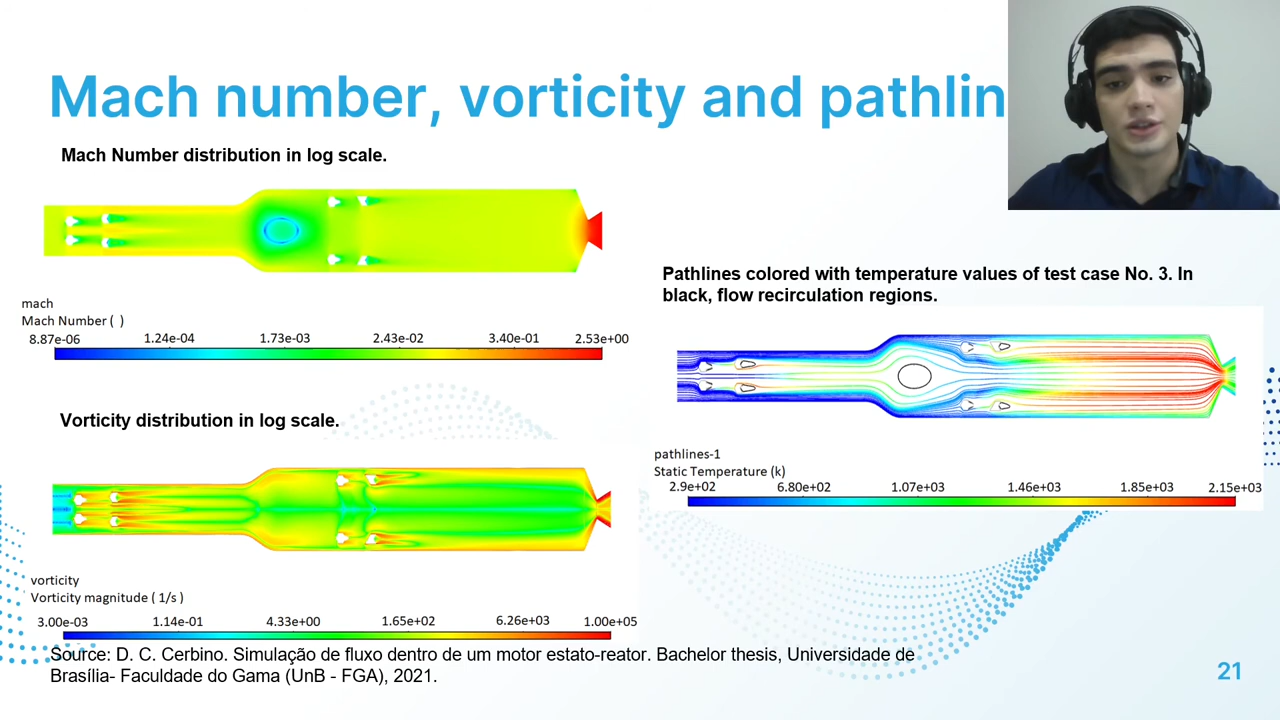 Mach number, vorticity and pathlin
Mach Number distribution in log scale.
mach
Mach Number ( )
8.87e-06 1.24e-04 1.73e-03 2.43e-02 3.40e-01 2.53e+00
Vorticity distribution in log scale.
vorticity
Vorticity magnitude ( 1/s )
3.00e-03 1.14e-01 4.33e+00 1.65e+02 6.26e+03 1.00e+05
Pathlines colored with temperature values of test case No. 3. In
black, flow recirculation regions.
pathlines-1
Static Temperature (k)
2.9e+02 6.80e+02 1.07e+03 1.46e+03 1.85e+03 2.15e+03
Source: D. C. Cerbino. Simulação de fluxo dentro de um motor estato-reator. Bachelor thesis, Universidade de
Brasília- Faculdade do Gama (UnB - FGA), 2021.
21